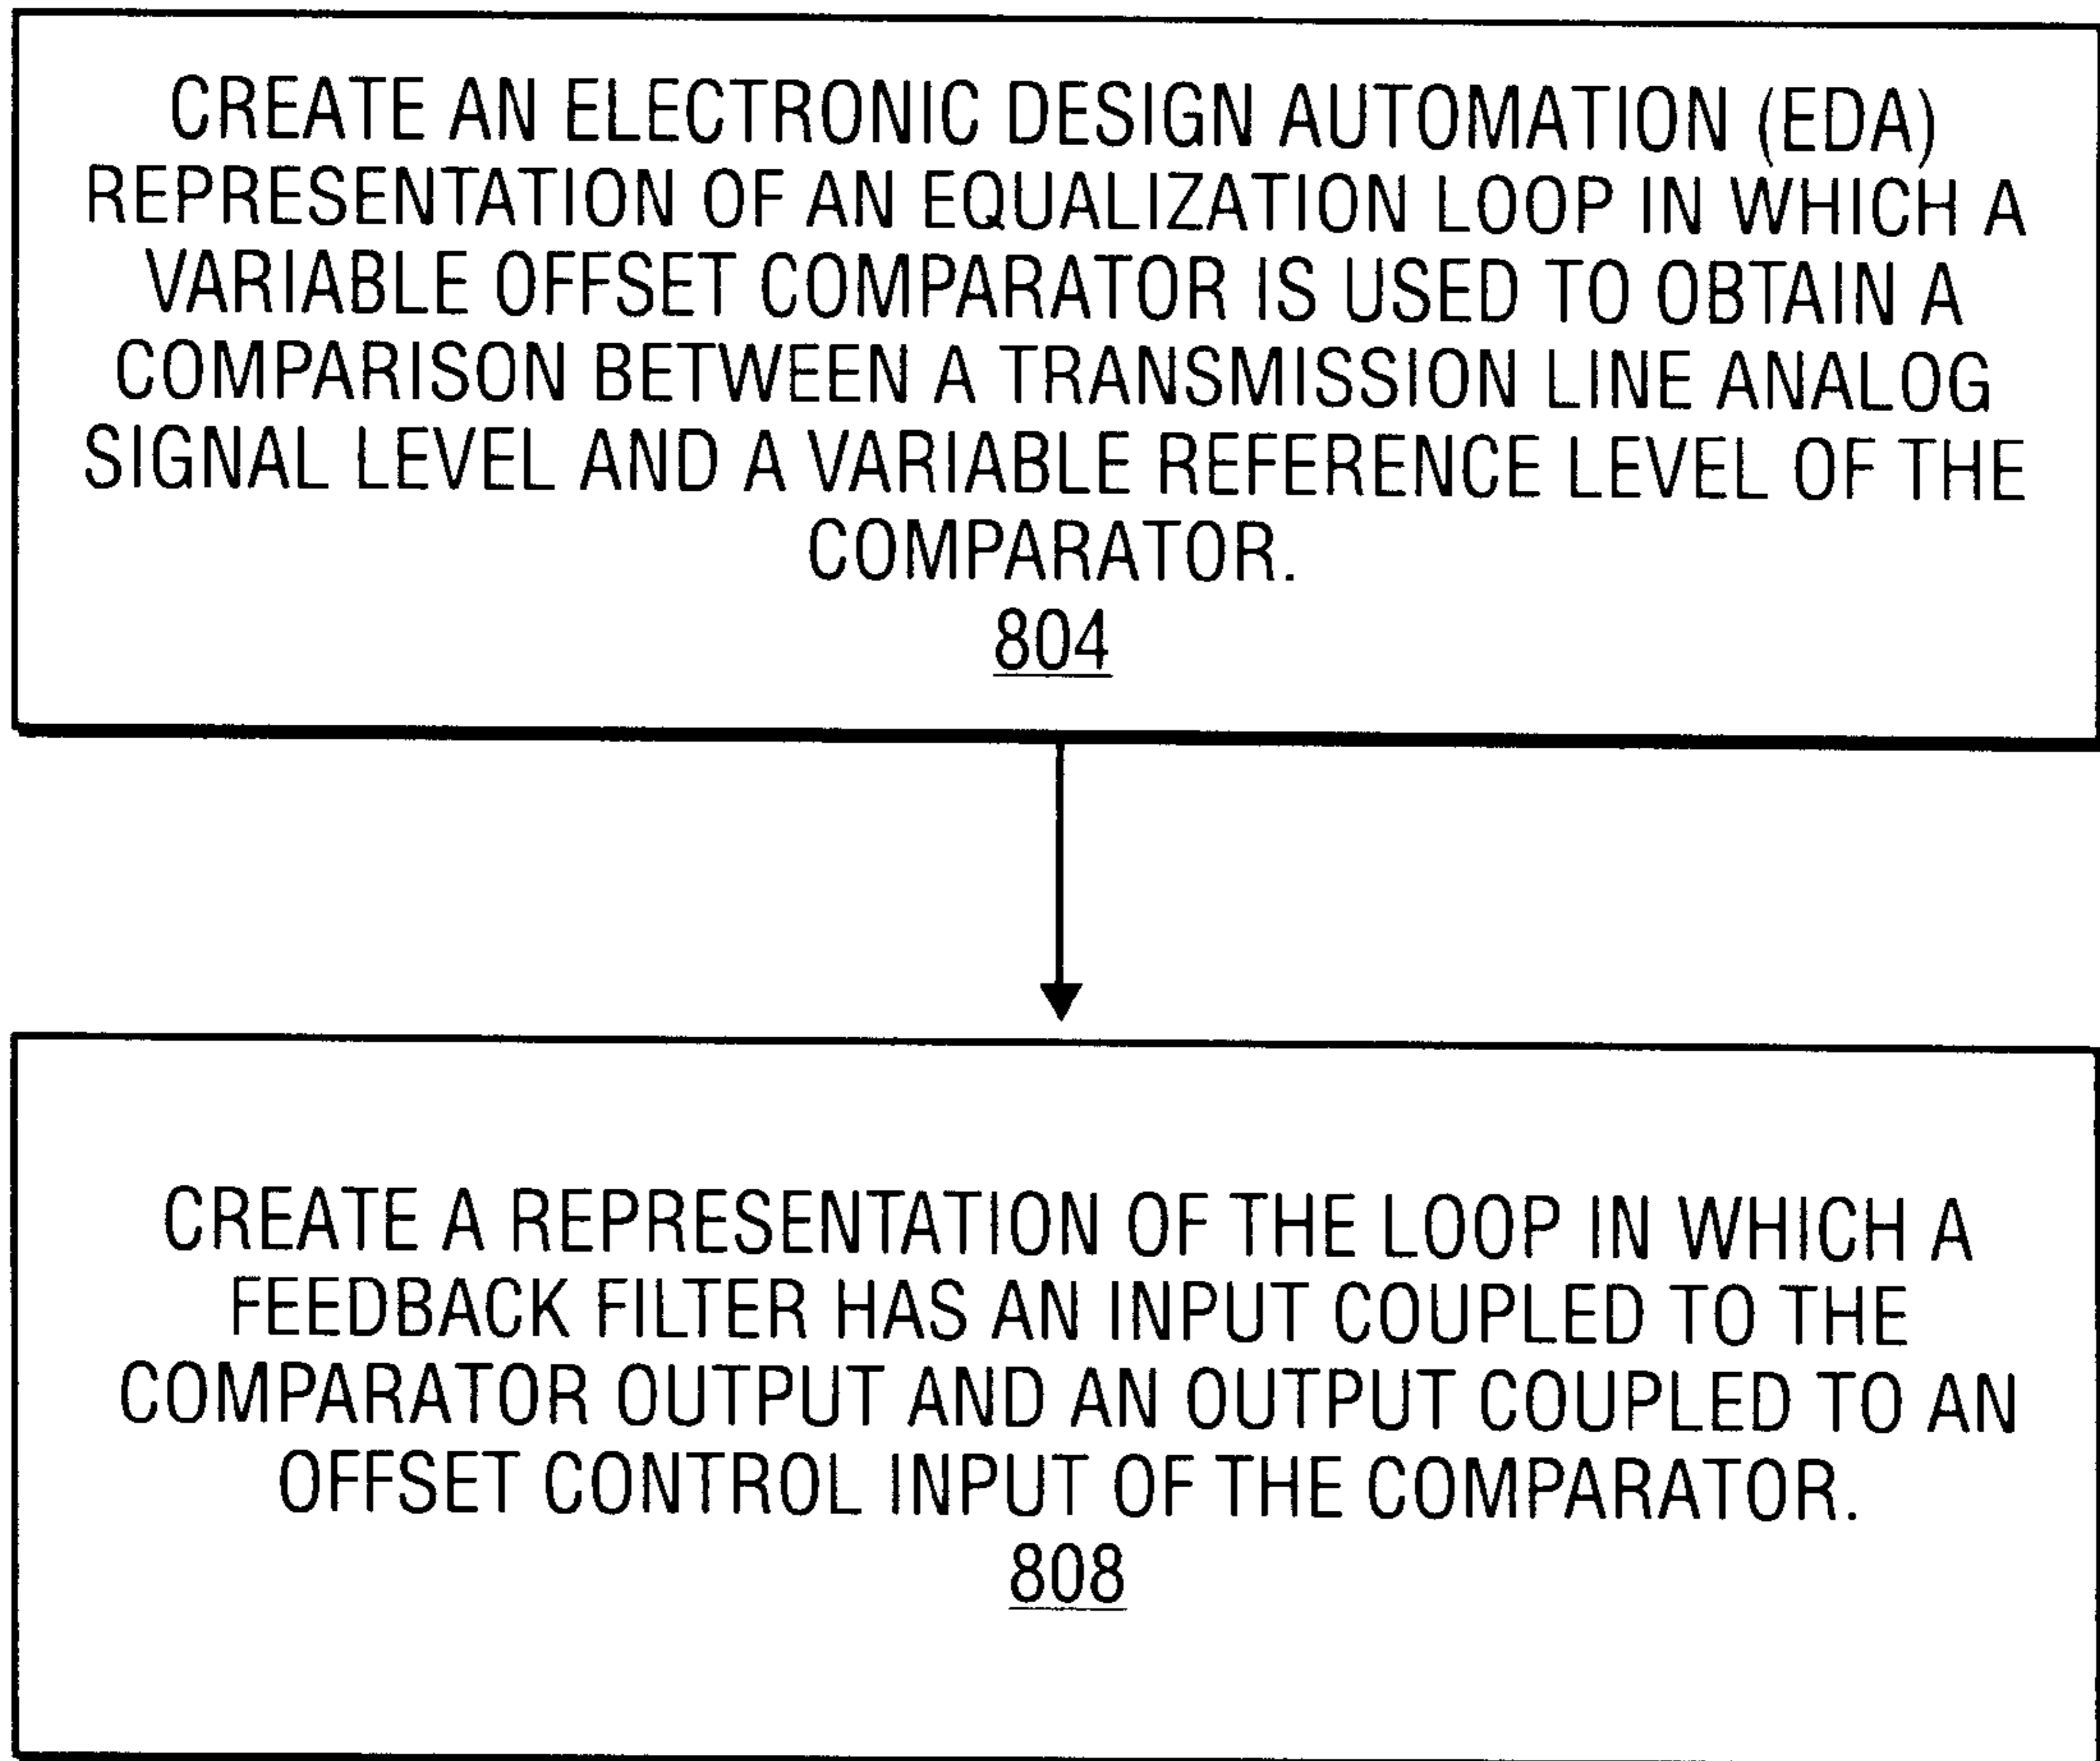 CREATE AN ELECTRONIC DESIGN AUTOMATION (EDA)
REPRESENTATION OF AN EQUALIZATION LOOP IN WHICH A
VARIABLE OFFSET COMPARATOR IS USED TO OBTAIN A
COMPARISON BETWEEN A TRANSMISSION LINE ANALOG
SIGNAL LEVEL AND A VARIABLE REFERENCE LEVEL OF THE
COMPARATOR.
804
CREATE A REPRESENTATION OF THE LOOP IN WHICH A
FEEDBACK FILTER HAS AN INPUT COUPLED TO THE
COMPARATOR OUTPUT AND AN OUTPUT COUPLED TO AN
OFFSET CONTROL INPUT OF THE COMPARATOR.
808